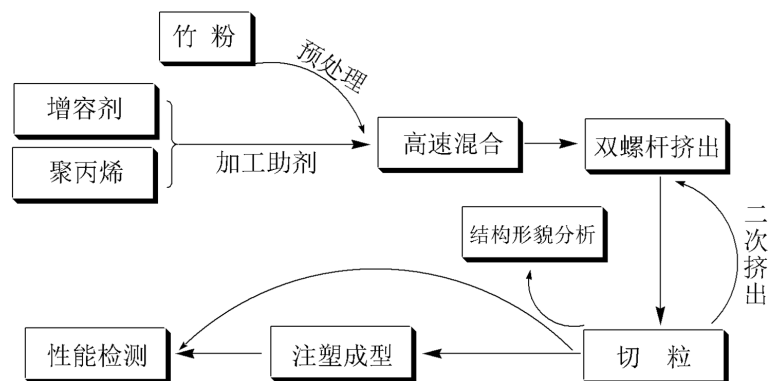 竹 粉
预处理
增容剂
聚丙烯
加工助剂
高速混合
双螺杆挤出
结构形貌分析
二次挤出
性能检测
注塑成型
切 粒